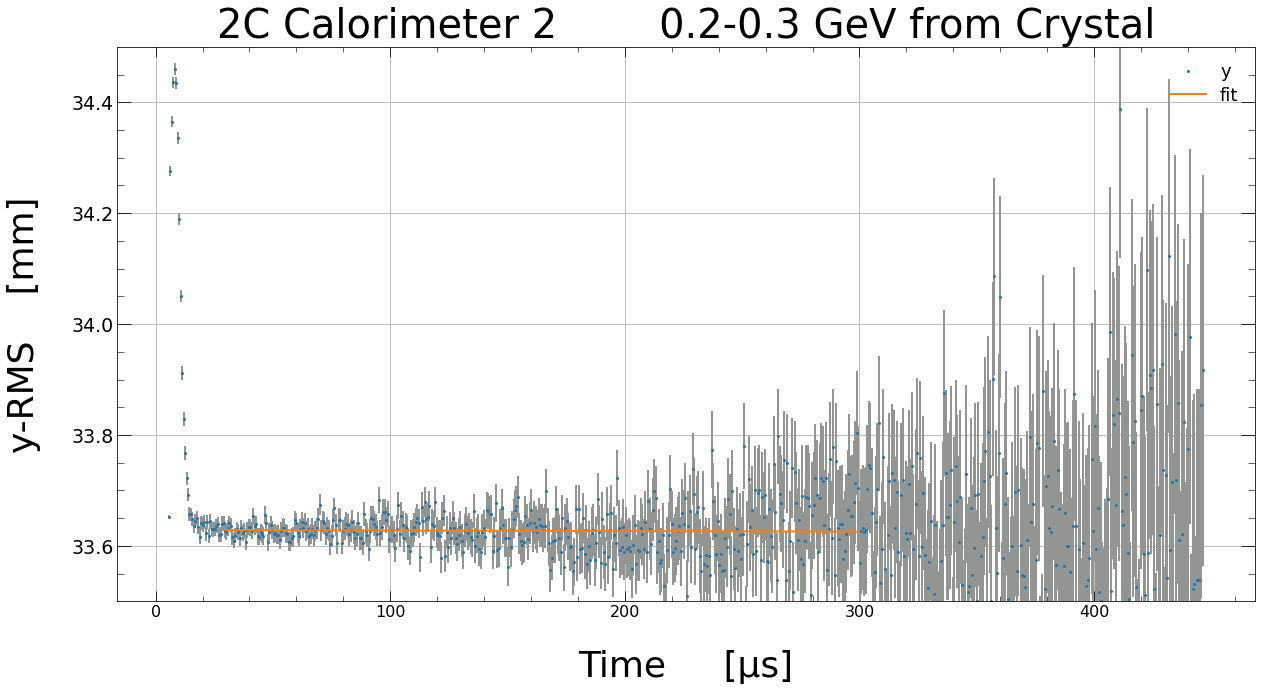 2C Calorimeter 2 0.2-0.3 GeV from Crystal
y
fit
34.4
34.2
34.0
33.8
33.6
y-RMS [mm]
0 100 200 300 400
Time [µs]